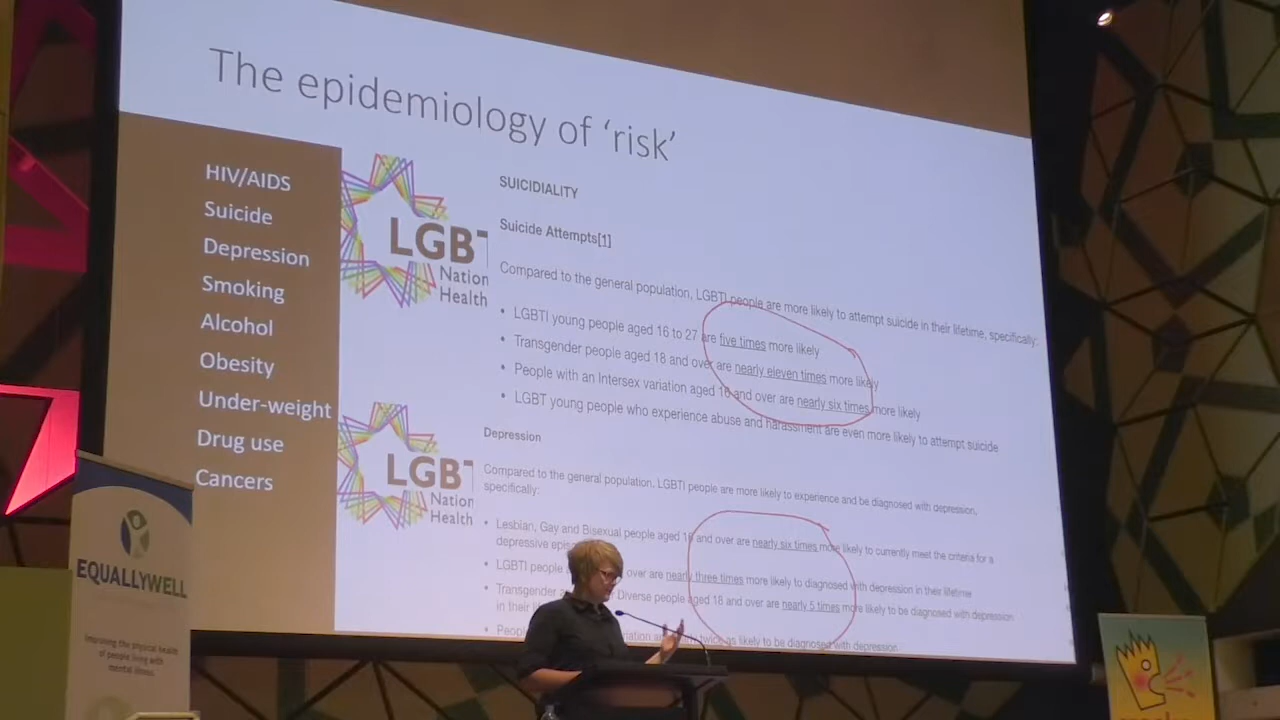 The epidemiology of ‘risk’
HIV/AIDS
Suicide
Depression
Smoking
Alcohol
Obesity
Under-weight
Drug use
Cancers
LGBT
Nation
Health
SUICIDIALITY
Suicide Attempts[1]
Compared to the general population, LGBTI people are more likely to attempt suicide in their lifetime, specifically:
• LGBTI young people aged 16 to 27 are five times more likely
• Transgender people aged 18 and over are nearly eleven times more likely
• People with an Intersex variation aged 16 and over are nearly six times more likely
• LGBT young people who experience abuse and harassment are even more likely to attempt suicide
LGBT
Nation
Health
Depression
Compared to the general population, LGBTI people are more likely to experience and be diagnosed with depression,
specifically:
• Lesbian, Gay and Bisexual people aged 16 and over are nearly six times more likely to currently meet the criteria for a
depressive
• LGBTI people over are nearly three times more likely to diagnosed with depression in their lifetime
• Transgender Diverse people aged 18 and over are nearly 5 times more likely to be diagnosed with depression
in their
• twice as likely to be diagnosed with depression
EQUALLYWELL
Improving the physical health
of people living with
mental illness.